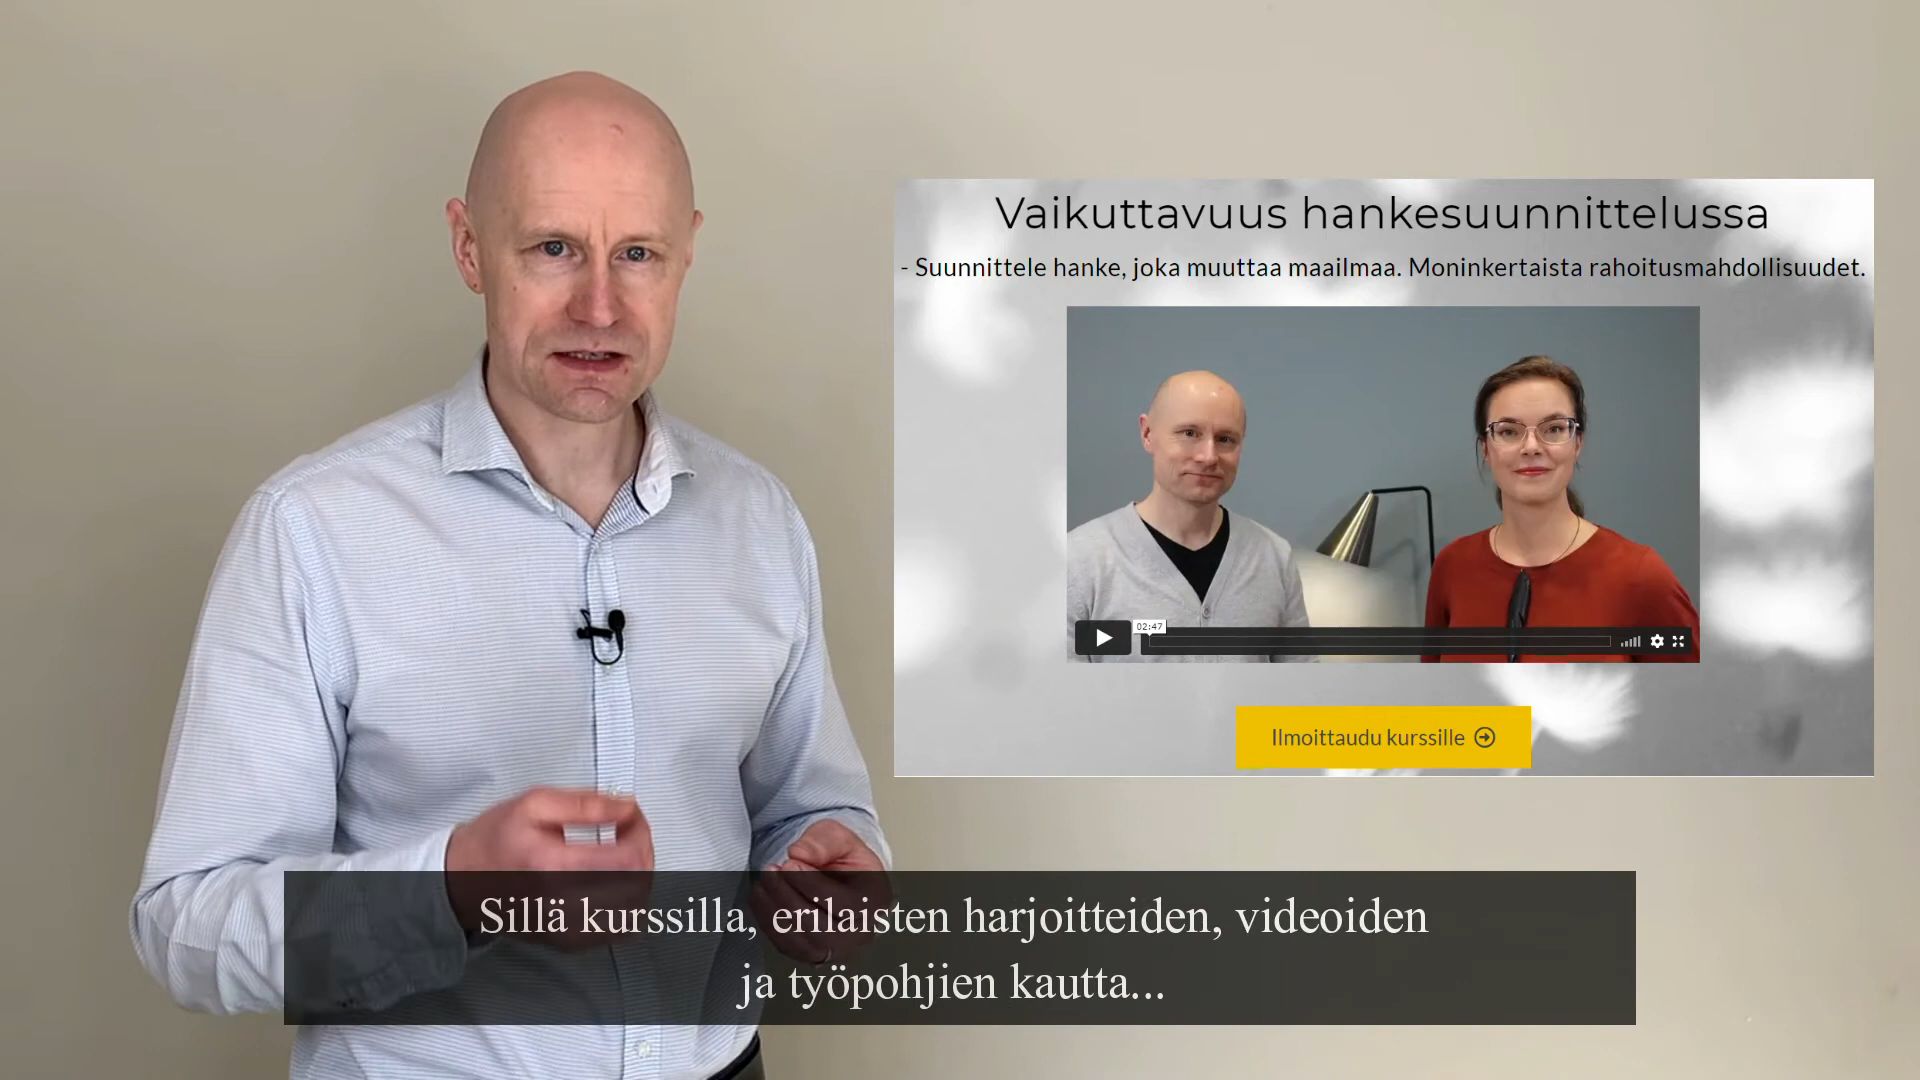 Vaikuttavuus hankesuunnittelussa
- Suunnittele hanke, joka muuttaa maailmaa. Moninkertaista rahoitusmahdollisuudet.
02:47
Ilmoittaudu kurssille
Sillä kurssilla, erilaisten harjoitteiden, videoiden
ja työpohjien kautta...